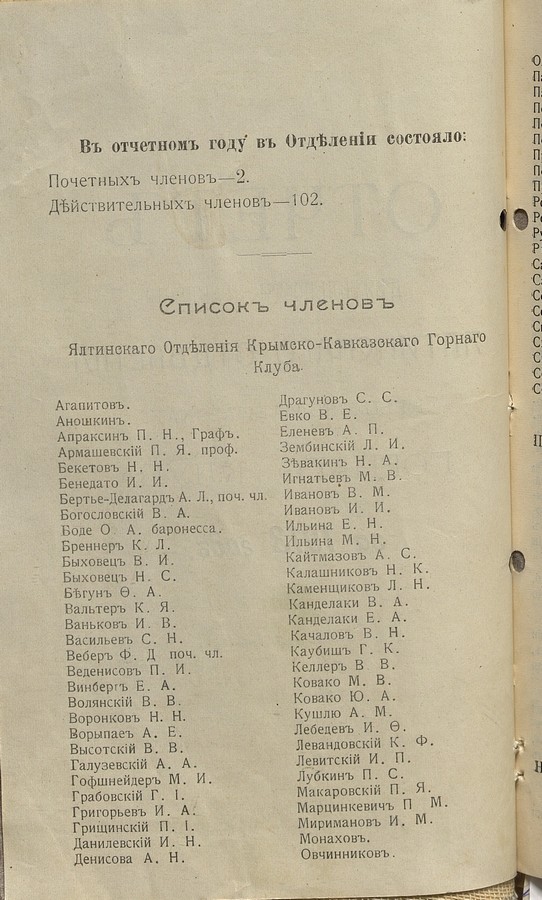 Въ отчетномъ году въ Отдѣленіи состояло:
Почетныхъ членовъ—2.
Дѣйствительныхъ членовъ—102.
Списокъ членовъ
Ялтинскаго Отдѣленія Крымско-Кавказскаго Горнаго
Клуба.
Агапитовъ.
Аношкинъ.
Апраксинъ П. Н., Графъ.
Армашевскій П. Я. проф.
Бекетовъ Н. Н.
Бенедато И. И.
Бертье-Делагардъ А. Л., поч. чл.
Богословскій В. А.
Боде О. А. баронесса.
Бреннеръ К. Л.
Быховецъ В. И.
Быховецъ Н. С.
Бѣгунъ Ѳ. А.
Вальтеръ К. Я.
Ваньковъ И. В.
Васильевъ С. Н.
Веберъ Ф. Д поч. чл.
Веденисовъ П. И.
Винбергъ Е. А.
Волянскій В. В.
Воронковъ Н. Н.
Ворыпаев А. Е.
Высотскій В. В.
Галузевскій А. А.
Гофшнейдеръ М. И.
Грабовскій Г. І.
Григорьевъ И. А.
Грищинскій П. І.
Данилевскій И. Н.
Денисова А. Н.
Драгуновъ С. С.
Евко В. Е.
Еленевъ А. П.
Зембинскій Л. И.
Зѣвакинъ Н. А.
Игнатьевъ М. В.
Ивановъ В. М.
Ивановъ И. И.
Ильина Е. Н.
Ильина М. Н.
Кайтмазовъ А. С.
Калашниковъ Н. К.
Каменщиковъ Л. Н.
Канделаки В. А.
Канделаки Е. А.
Качаловъ В. Н.
Каубишъ Г. К.
Келлеръ В В.
Ковако М. В.
Ковако Ю. А.
Кушлю А. М.
Лебедевъ И. Ѳ.
Левандовскій К. Ф.
Левитскій И. П.
Лубкинъ П. С.
Макаровскій П. Я.
Марцинкевичъ П М.
Миримановъ И. М.
Монаховъ.
Овчинниковъ.